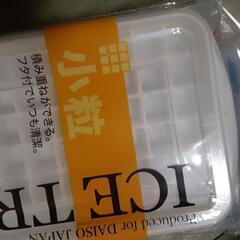 積み重ねができる。
フタ付でいつも清潔。
小粒
ICE TR
Produced for DAISO JAPAN